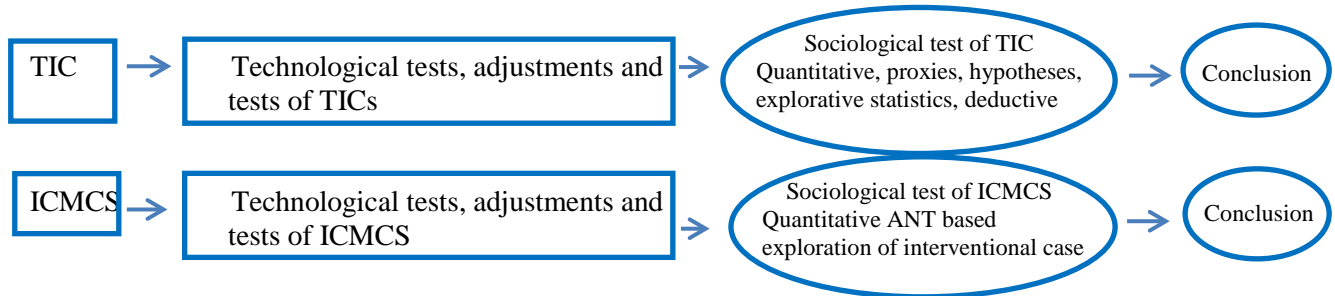 TIC
Technological tests, adjustments and
tests of TICs
Sociological test of TIC
Quantitative, proxies, hypotheses,
explorative statistics, deductive
Conclusion
ICMCS
Technological tests, adjustments and
tests of ICMCS
Sociological test of ICMCS
Quantitative ANT based
exploration of interventional case
Conclusion